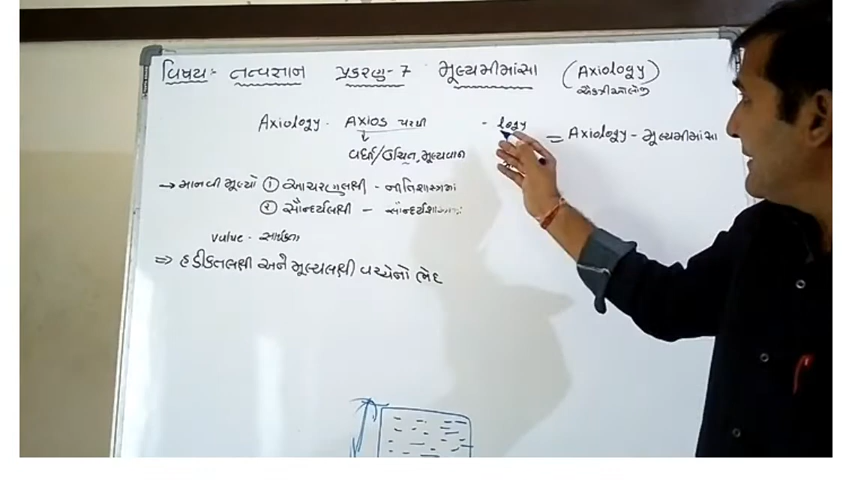 વિષય:- તત્વજ્ઞાન પ્રકરણ-7 મૂલ્યમીમાંસા (Axiology)
એક્ષીઓલોજી
Axiology - AXIOS પરથી - logy = Axiology - મૂલ્યમીમાંસા
/ઉચિત, મૂલ્યવાન
→ માનવી મૂલ્યો ① આચરણલક્ષી - નીતિશાસ્ત્રમાં
② સૌન્દર્યલક્ષી - સૌન્દર્યશાસ્ત્રમાં
value - સાર્થકતા
⇒ હકીકતલક્ષી અને મૂલ્યલક્ષી વચ્ચેનો ભેદ